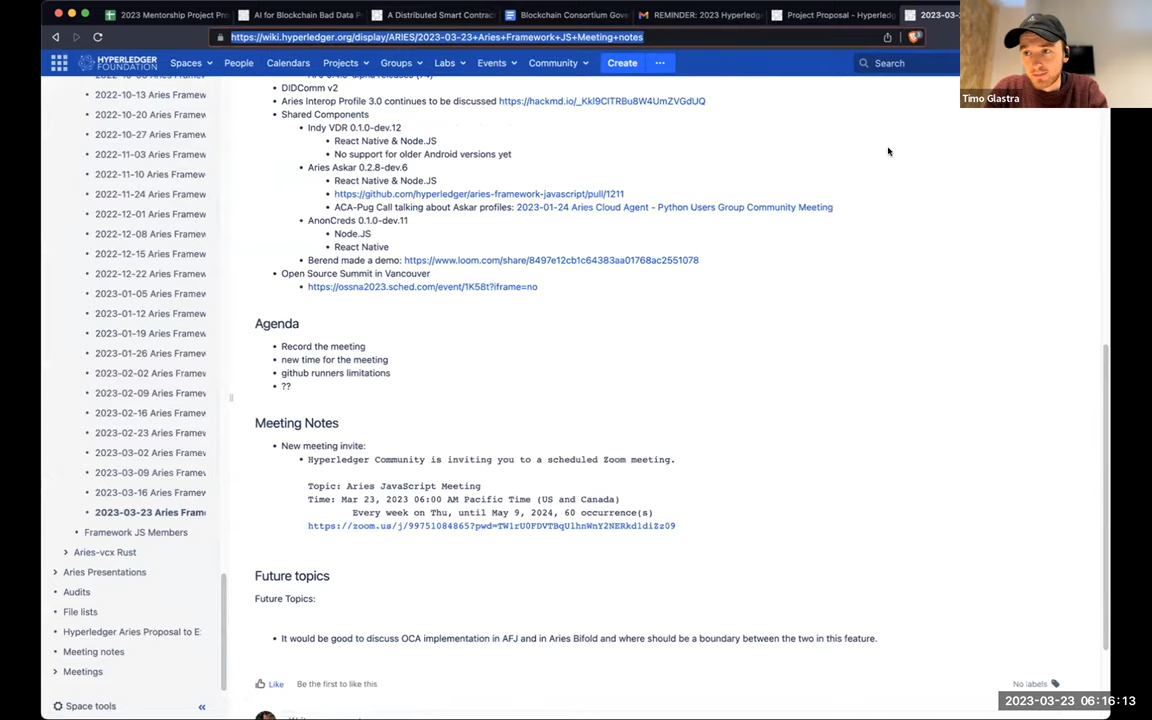 2023 Mentorship Project Pr
AI for Blockchain Bad Data P
A Distributed Smart Contrac
Blockchain Consortium Gove
REMINDER: 2023 Hyperledg
Project Proposal - Hyperledg
2023-03-
https://wiki.hyperledger.org/display/ARIES/2023-03-23+Aries+Framework+JS+Meeting+notes
HYPERLEDGER FOUNDATION
Spaces People Calendars Projects Groups Labs Events Community Create ··· Search
Timo Glastra
2022-10-13 Aries Framew
2022-10-20 Aries Framew
2022-10-27 Aries Framew
2022-11-03 Aries Framew
2022-11-10 Aries Framew
2022-11-24 Aries Framew
2022-12-01 Aries Framew
2022-12-08 Aries Framew
2022-12-15 Aries Framew
2022-12-22 Aries Framew
2023-01-05 Aries Framew
2023-01-12 Aries Framew
2023-01-19 Aries Framew
2023-01-26 Aries Framew
2023-02-02 Aries Framew
2023-02-09 Aries Framew
2023-02-16 Aries Framew
2023-02-23 Aries Framew
2023-03-02 Aries Framew
2023-03-09 Aries Framew
2023-03-16 Aries Framew
2023-03-23 Aries Fram
Framework JS Members
Aries-vcx Rust
Aries Presentations
Audits
File lists
Hyperledger Aries Proposal to E
Meeting notes
Meetings
Space tools
DIDComm v2
Aries Interop Profile 3.0 continues to be discussed https://hackmd.io/_Kkl9ClTRBu8W4UmZVGdUQ
Shared Components
Indy VDR 0.1.0-dev.12
React Native & Node.JS
No support for older Android versions yet
Aries Askar 0.2.8-dev.6
React Native & Node.JS
https://github.com/hyperledger/aries-framework-javascript/pull/1211
ACA-Pug Call talking about Askar profiles: 2023-01-24 Aries Cloud Agent - Python Users Group Community Meeting
AnonCreds 0.1.0-dev.11
Node.JS
React Native
Berend made a demo: https://www.loom.com/share/8497e12cb1c64383aa01768ac2551078
Open Source Summit in Vancouver
https://ossna2023.sched.com/event/1K58t?iframe=no
Agenda
Record the meeting
new time for the meeting
github runners limitations
??
Meeting Notes
New meeting invite:
Hyperledger Community is inviting you to a scheduled Zoom meeting.
Topic: Aries JavaScript Meeting
Time: Mar 23, 2023 06:00 AM Pacific Time (US and Canada)
Every week on Thu, until May 9, 2024, 60 occurrence(s)
https://zoom.us/j/99751084865?pwd=TWlrU0FDVTBqUlhnWnY2NERkdldiZz09
Future topics
Future Topics:
It would be good to discuss OCA implementation in AFJ and in Aries Bifold and where should be a boundary between the two in this feature.
Like Be the first to like this
No labels
2023-03-23 06:16:13